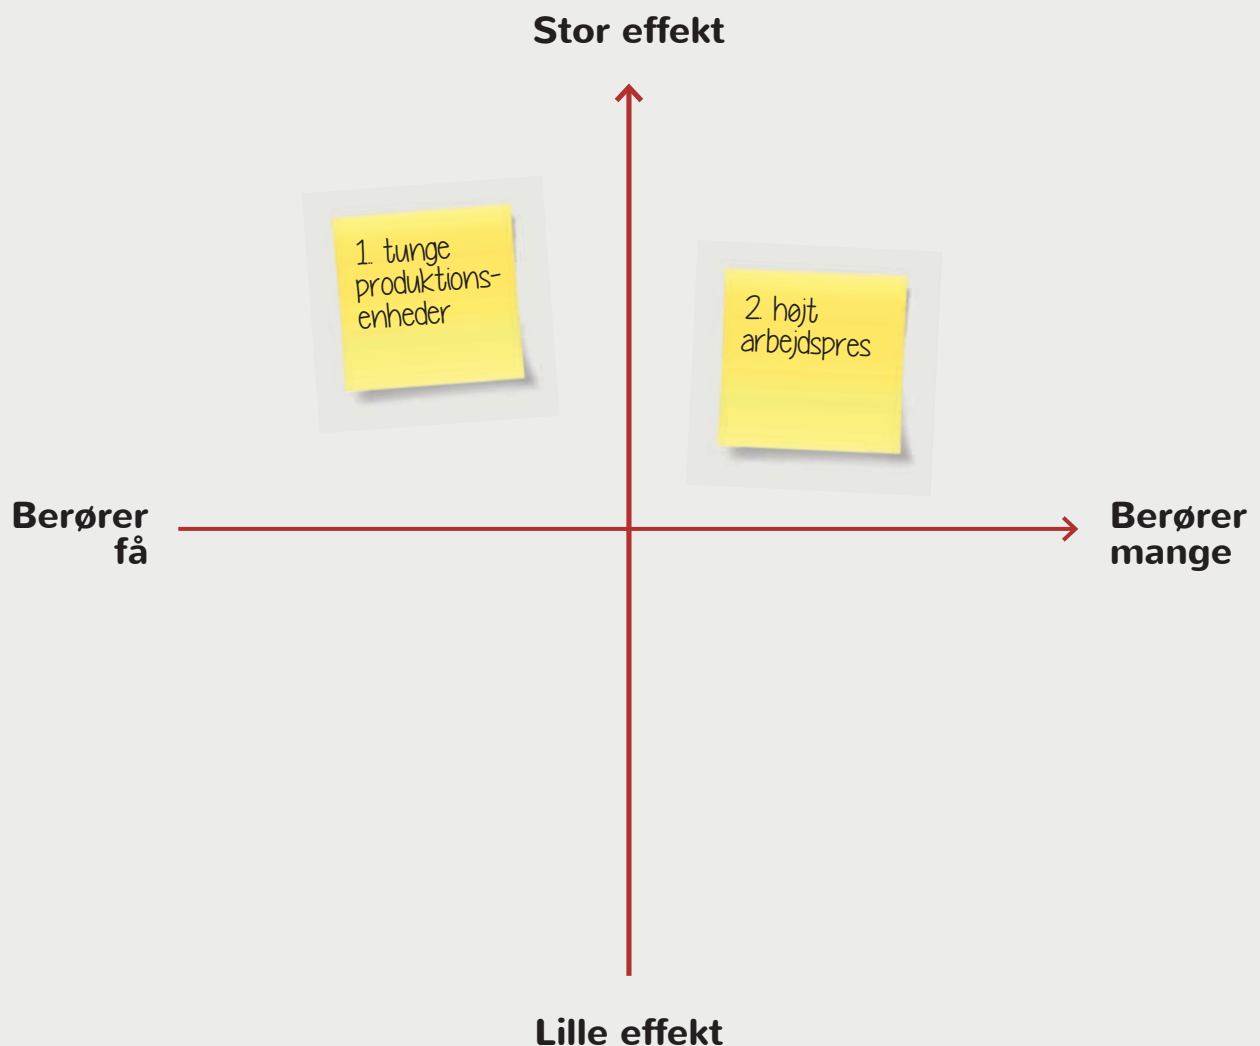 Stor effekt
1. tunge
produktions-
enheder
2. højt
arbejdspres
Berører
få
Berører
mange
Lille effekt